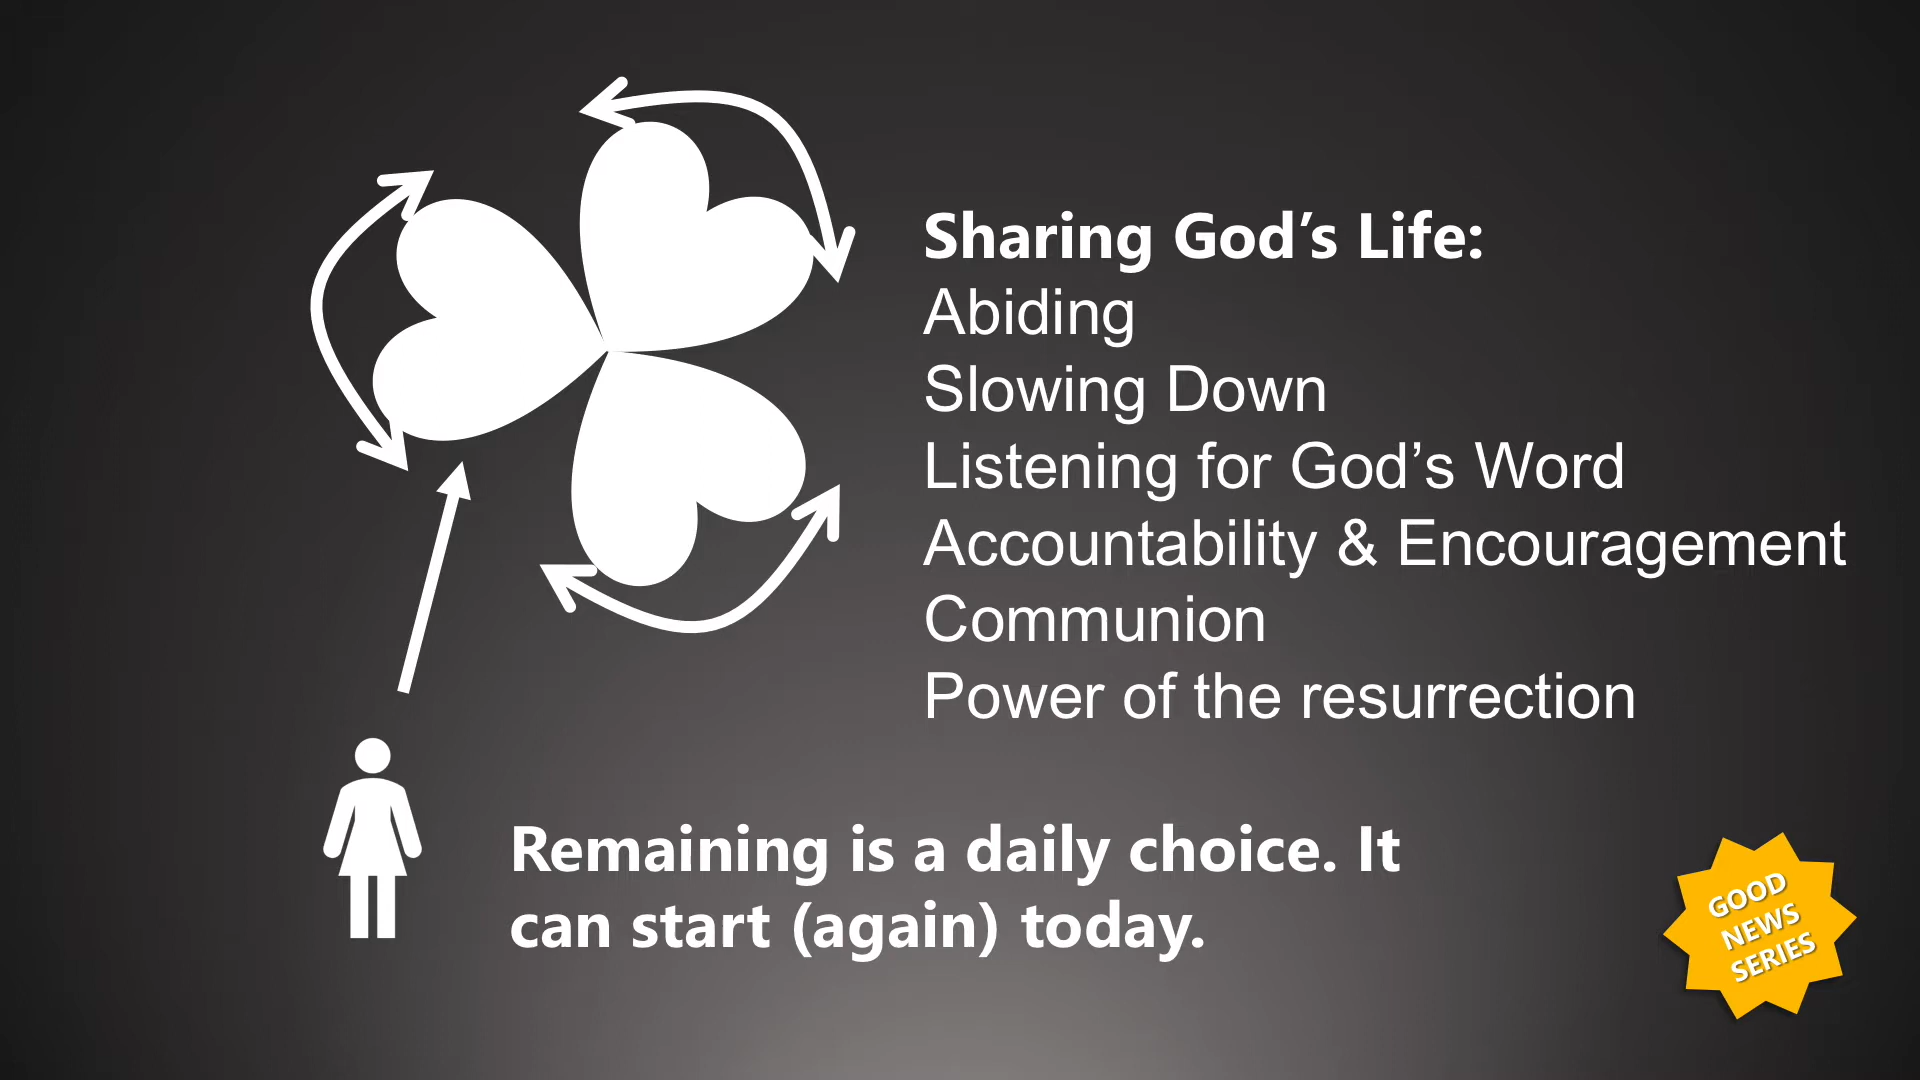 Sharing God’s Life:
Abiding
Slowing Down
Listening for God’s Word
Accountability & Encouragement
Communion
Power of the resurrection
Remaining is a daily choice. It
can start (again) today.
GOOD
NEWS
SERIES